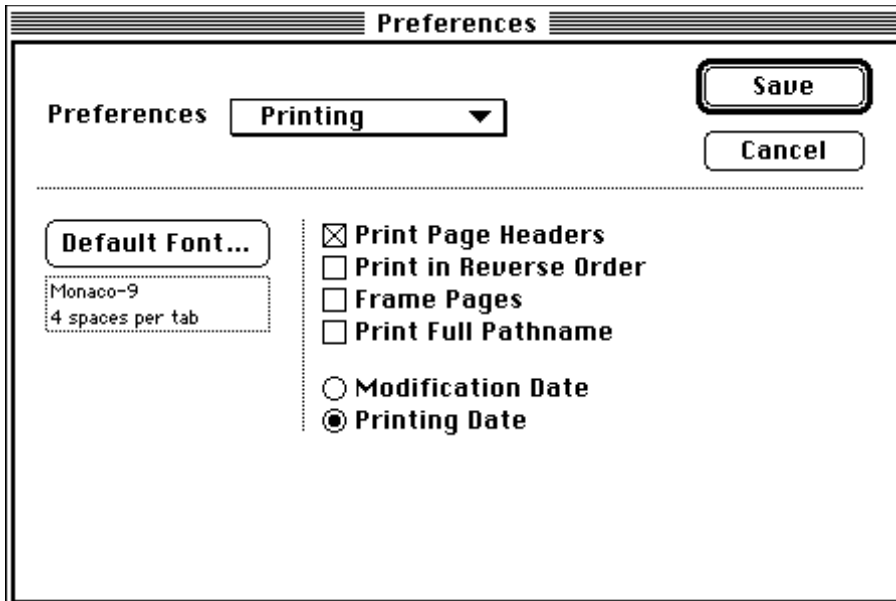 Preferences
Preferences Printing
Save
Cancel
Default Font...
Monaco-9
4 spaces per tab
Print Page Headers
Print in Reverse Order
Frame Pages
Print Full Pathname
Modification Date
Printing Date